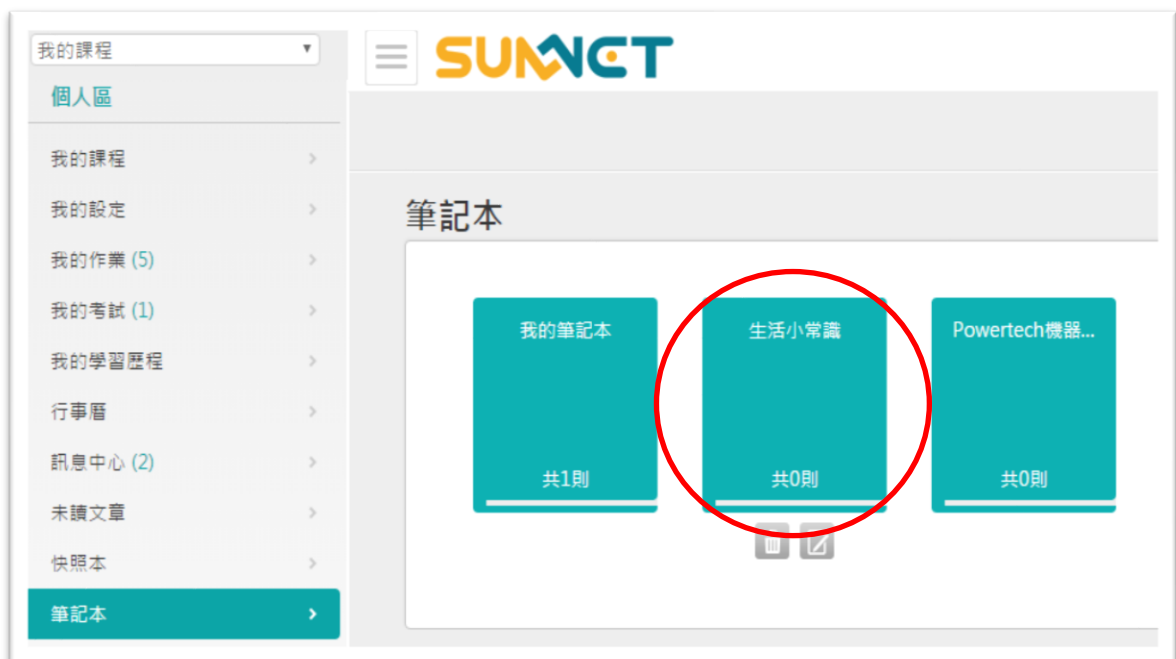 我的課程
個人區
我的課程
我的設定
我的作業 (5)
我的考試 (1)
我的學習歷程
行事曆
訊息中心 (2)
未讀文章
快照本
筆記本
SUNNET
筆記本
我的筆記本
共1則
生活小常識
共0則
Powertech機器...
共0則